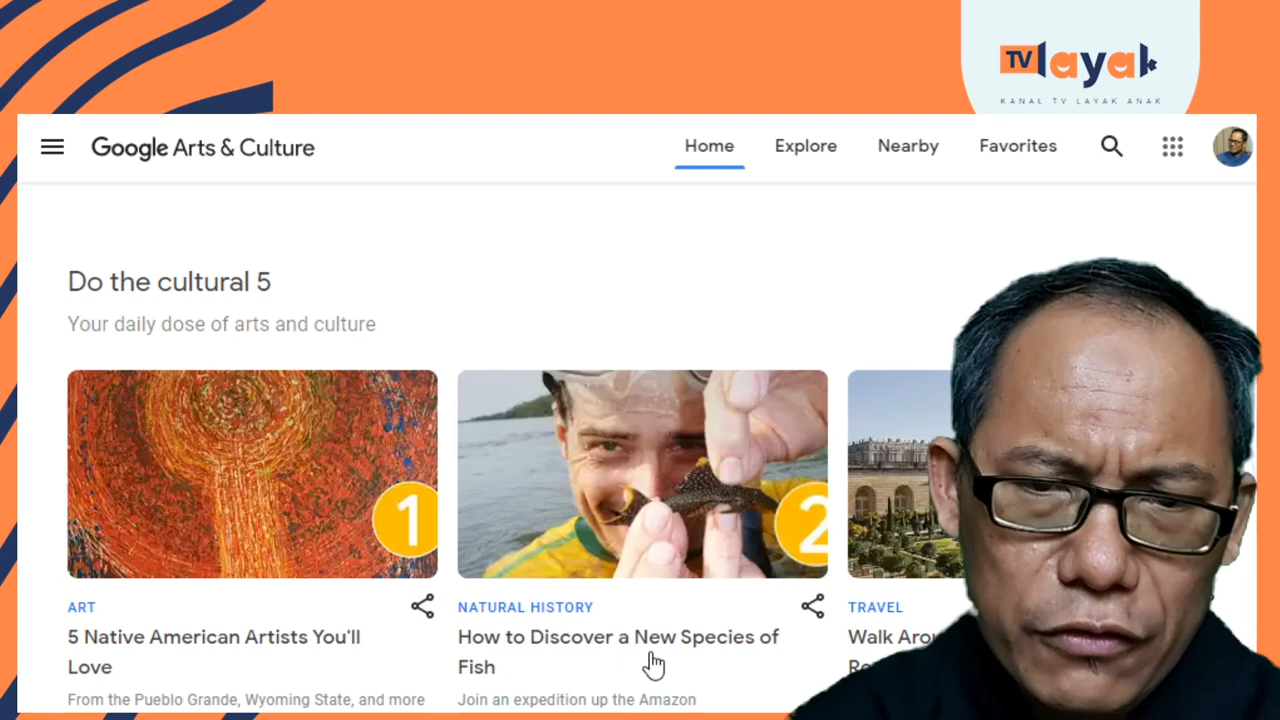 TV layak
KANAL TV LAYAK ANAK
Google Arts & Culture
Home
Explore
Nearby
Favorites
Do the cultural 5
Your daily dose of arts and culture
1
2
ART
5 Native American Artists You'll
Love
From the Pueblo Grande, Wyoming State, and more
NATURAL HISTORY
How to Discover a New Species of
Fish
Join an expedition up the Amazon
TRAVEL
Walk